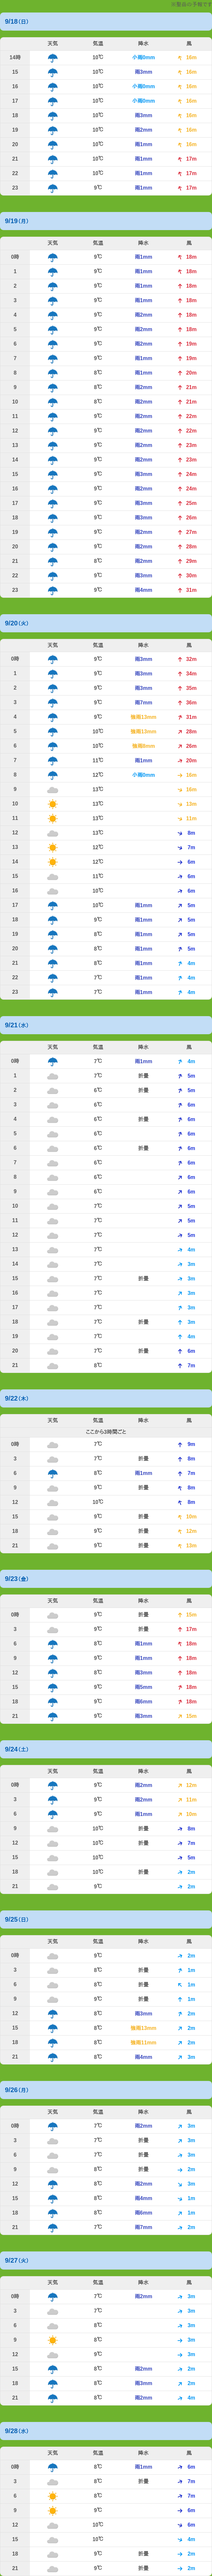 9/18(日)
天気 気温 降水 風
14時 10℃ 小雨0mm 16m
15 10℃ 雨3mm 16m
16 10℃ 小雨0mm 16m
17 10℃ 小雨0mm 16m
18 10℃ 雨3mm 16m
19 10℃ 雨2mm 16m
20 10℃ 雨1mm 16m
21 10℃ 雨1mm 17m
22 10℃ 雨1mm 17m
23 9℃ 雨1mm 17m
9/19(月)
天気 気温 降水 風
0時 9℃ 雨1mm 18m
1 9℃ 雨1mm 18m
2 9℃ 雨1mm 18m
3 9℃ 雨1mm 18m
4 9℃ 雨2mm 18m
5 9℃ 雨2mm 18m
6 9℃ 雨2mm 19m
7 9℃ 雨1mm 19m
8 9℃ 雨1mm 20m
9 8℃ 雨2mm 21m
10 8℃ 雨2mm 21m
11 9℃ 雨2mm 22m
12 9℃ 雨2mm 22m
13 9℃ 雨2mm 23m
14 9℃ 雨2mm 23m
15 9℃ 雨3mm 24m
16 9℃ 雨2mm 24m
17 9℃ 雨3mm 25m
18 9℃ 雨3mm 26m
19 9℃ 雨2mm 27m
20 9℃ 雨2mm 28m
21 8℃ 雨2mm 29m
22 9℃ 雨3mm 30m
23 9℃ 雨4mm 31m
9/20(火)
天気 気温 降水 風
0時 9℃ 雨3mm 32m
1 9℃ 雨3mm 34m
2 9℃ 雨3mm 35m
3 9℃ 雨7mm 36m
4 9℃ 強雨13mm 31m
5 10℃ 強雨13mm 28m
6 10℃ 強雨8mm 26m
7 11℃ 雨1mm 20m
8 12℃ 小雨0mm 16m
9 13℃ 16m
10 13℃ 13m
11 13℃ 11m
12 13℃ 8m
13 12℃ 7m
14 12℃ 6m
15 11℃ 6m
16 10℃ 6m
17 10℃ 雨1mm 5m
18 9℃ 雨1mm 5m
19 8℃ 雨1mm 5m
20 8℃ 雨1mm 5m
21 8℃ 雨1mm 4m
22 7℃ 雨1mm 4m
23 7℃ 雨1mm 4m
9/21(水)
天気 気温 降水 風
0時 7℃ 雨1mm 4m
1 7℃ 折畳 5m
2 6℃ 折畳 5m
3 6℃ 6m
4 6℃ 折畳 6m
5 6℃ 6m
6 6℃ 折畳 6m
7 6℃ 6m
8 6℃ 6m
9 6℃ 6m
10 7℃ 5m
11 7℃ 5m
12 7℃ 5m
13 7℃ 4m
14 7℃ 3m
15 7℃ 折畳 3m
16 7℃ 3m
17 7℃ 3m
18 7℃ 折畳 3m
19 7℃ 4m
20 7℃ 折畳 6m
21 8℃ 7m
9/22(木)
天気 気温 降水 風
ここから3時間ごと
0時 7℃ 9m
3 7℃ 折畳 8m
6 8℃ 雨1mm 7m
9 9℃ 折畳 8m
12 10℃ 8m
15 9℃ 折畳 10m
18 9℃ 折畳 12m
21 9℃ 折畳 13m
9/23(金)
天気 気温 降水 風
0時 9℃ 折畳 15m
3 9℃ 折畳 17m
6 8℃ 雨1mm 18m
9 9℃ 雨1mm 18m
12 8℃ 雨3mm 18m
15 8℃ 雨5mm 18m
18 9℃ 雨6mm 18m
21 9℃ 雨3mm 15m
9/24(土)
天気 気温 降水 風
0時 9℃ 雨2mm 12m
3 9℃ 雨2mm 11m
6 9℃ 雨1mm 10m
9 10℃ 折畳 8m
12 10℃ 折畳 7m
15 10℃ 折畳 5m
18 10℃ 折畳 2m
21 9℃ 折畳 2m
9/25(日)
天気 気温 降水 風
0時 9℃ 2m
3 8℃ 折畳 1m
6 8℃ 折畳 1m
9 9℃ 折畳 1m
12 8℃ 雨3mm 2m
15 8℃ 強雨13mm 2m
18 8℃ 強雨11mm 2m
21 8℃ 雨4mm 3m
9/26(月)
天気 気温 降水 風
0時 7℃ 雨2mm 3m
3 7℃ 折畳 3m
6 7℃ 折畳 3m
9 8℃ 折畳 2m
12 8℃ 雨2mm 3m
15 8℃ 雨4mm 1m
18 8℃ 雨6mm 1m
21 7℃ 雨7mm 2m
9/27(火)
天気 気温 降水 風
0時 7℃ 雨2mm 3m
3 7℃ 3m
6 8℃ 3m
9 8℃ 3m
12 9℃ 3m
15 8℃ 雨2mm 2m
18 8℃ 雨3mm 2m
21 8℃ 雨2mm 4m
9/28(水)
天気 気温 降水 風
0時 8℃ 雨1mm 6m
3 8℃ 折畳 7m
6 8℃ 7m
9 9℃ 6m
12 10℃ 6m
15 10℃ 4m
18 9℃ 折畳 2m
21 9℃ 折畳 2m